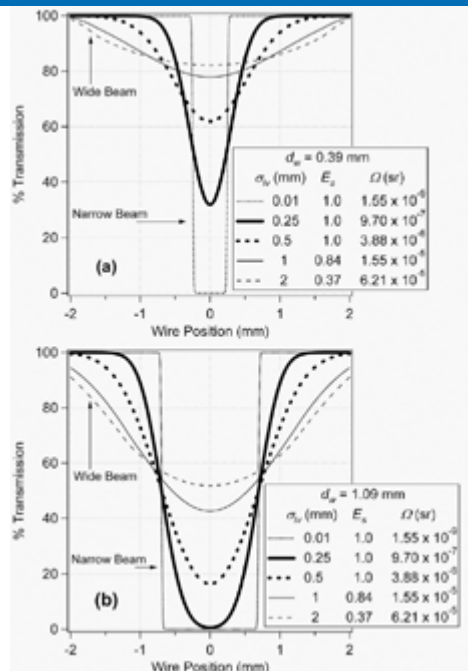 100
80
60
40
20
0
% Transmission
Wide Beam
Narrow Beam
(a)
d_w = 0.39 mm
σ_hr (mm) E_s Ω (sr)
0.01 1.0 1.55 x 10^-9
0.25 1.0 9.70 x 10^-7
0.5 1.0 3.88 x 10^-6
1 0.84 1.55 x 10^-5
2 0.37 6.21 x 10^-5
-2 -1 0 1 2
Wire Position (mm)
100
80
60
40
20
0
% Transmission
Wide Beam
Narrow Beam
(b)
d_w = 1.09 mm
(mm) E_s Ω (sr)
0.01 1.0 1.55 x 10^-9
0.25 1.0 9.70 x 10^-7
0.5 1.0 3.88 x
1 0.84 1.55 x 10^-5
2 0.37 6.21 x 10^-5
-2 -1 0 1 2
Wire Position (mm)